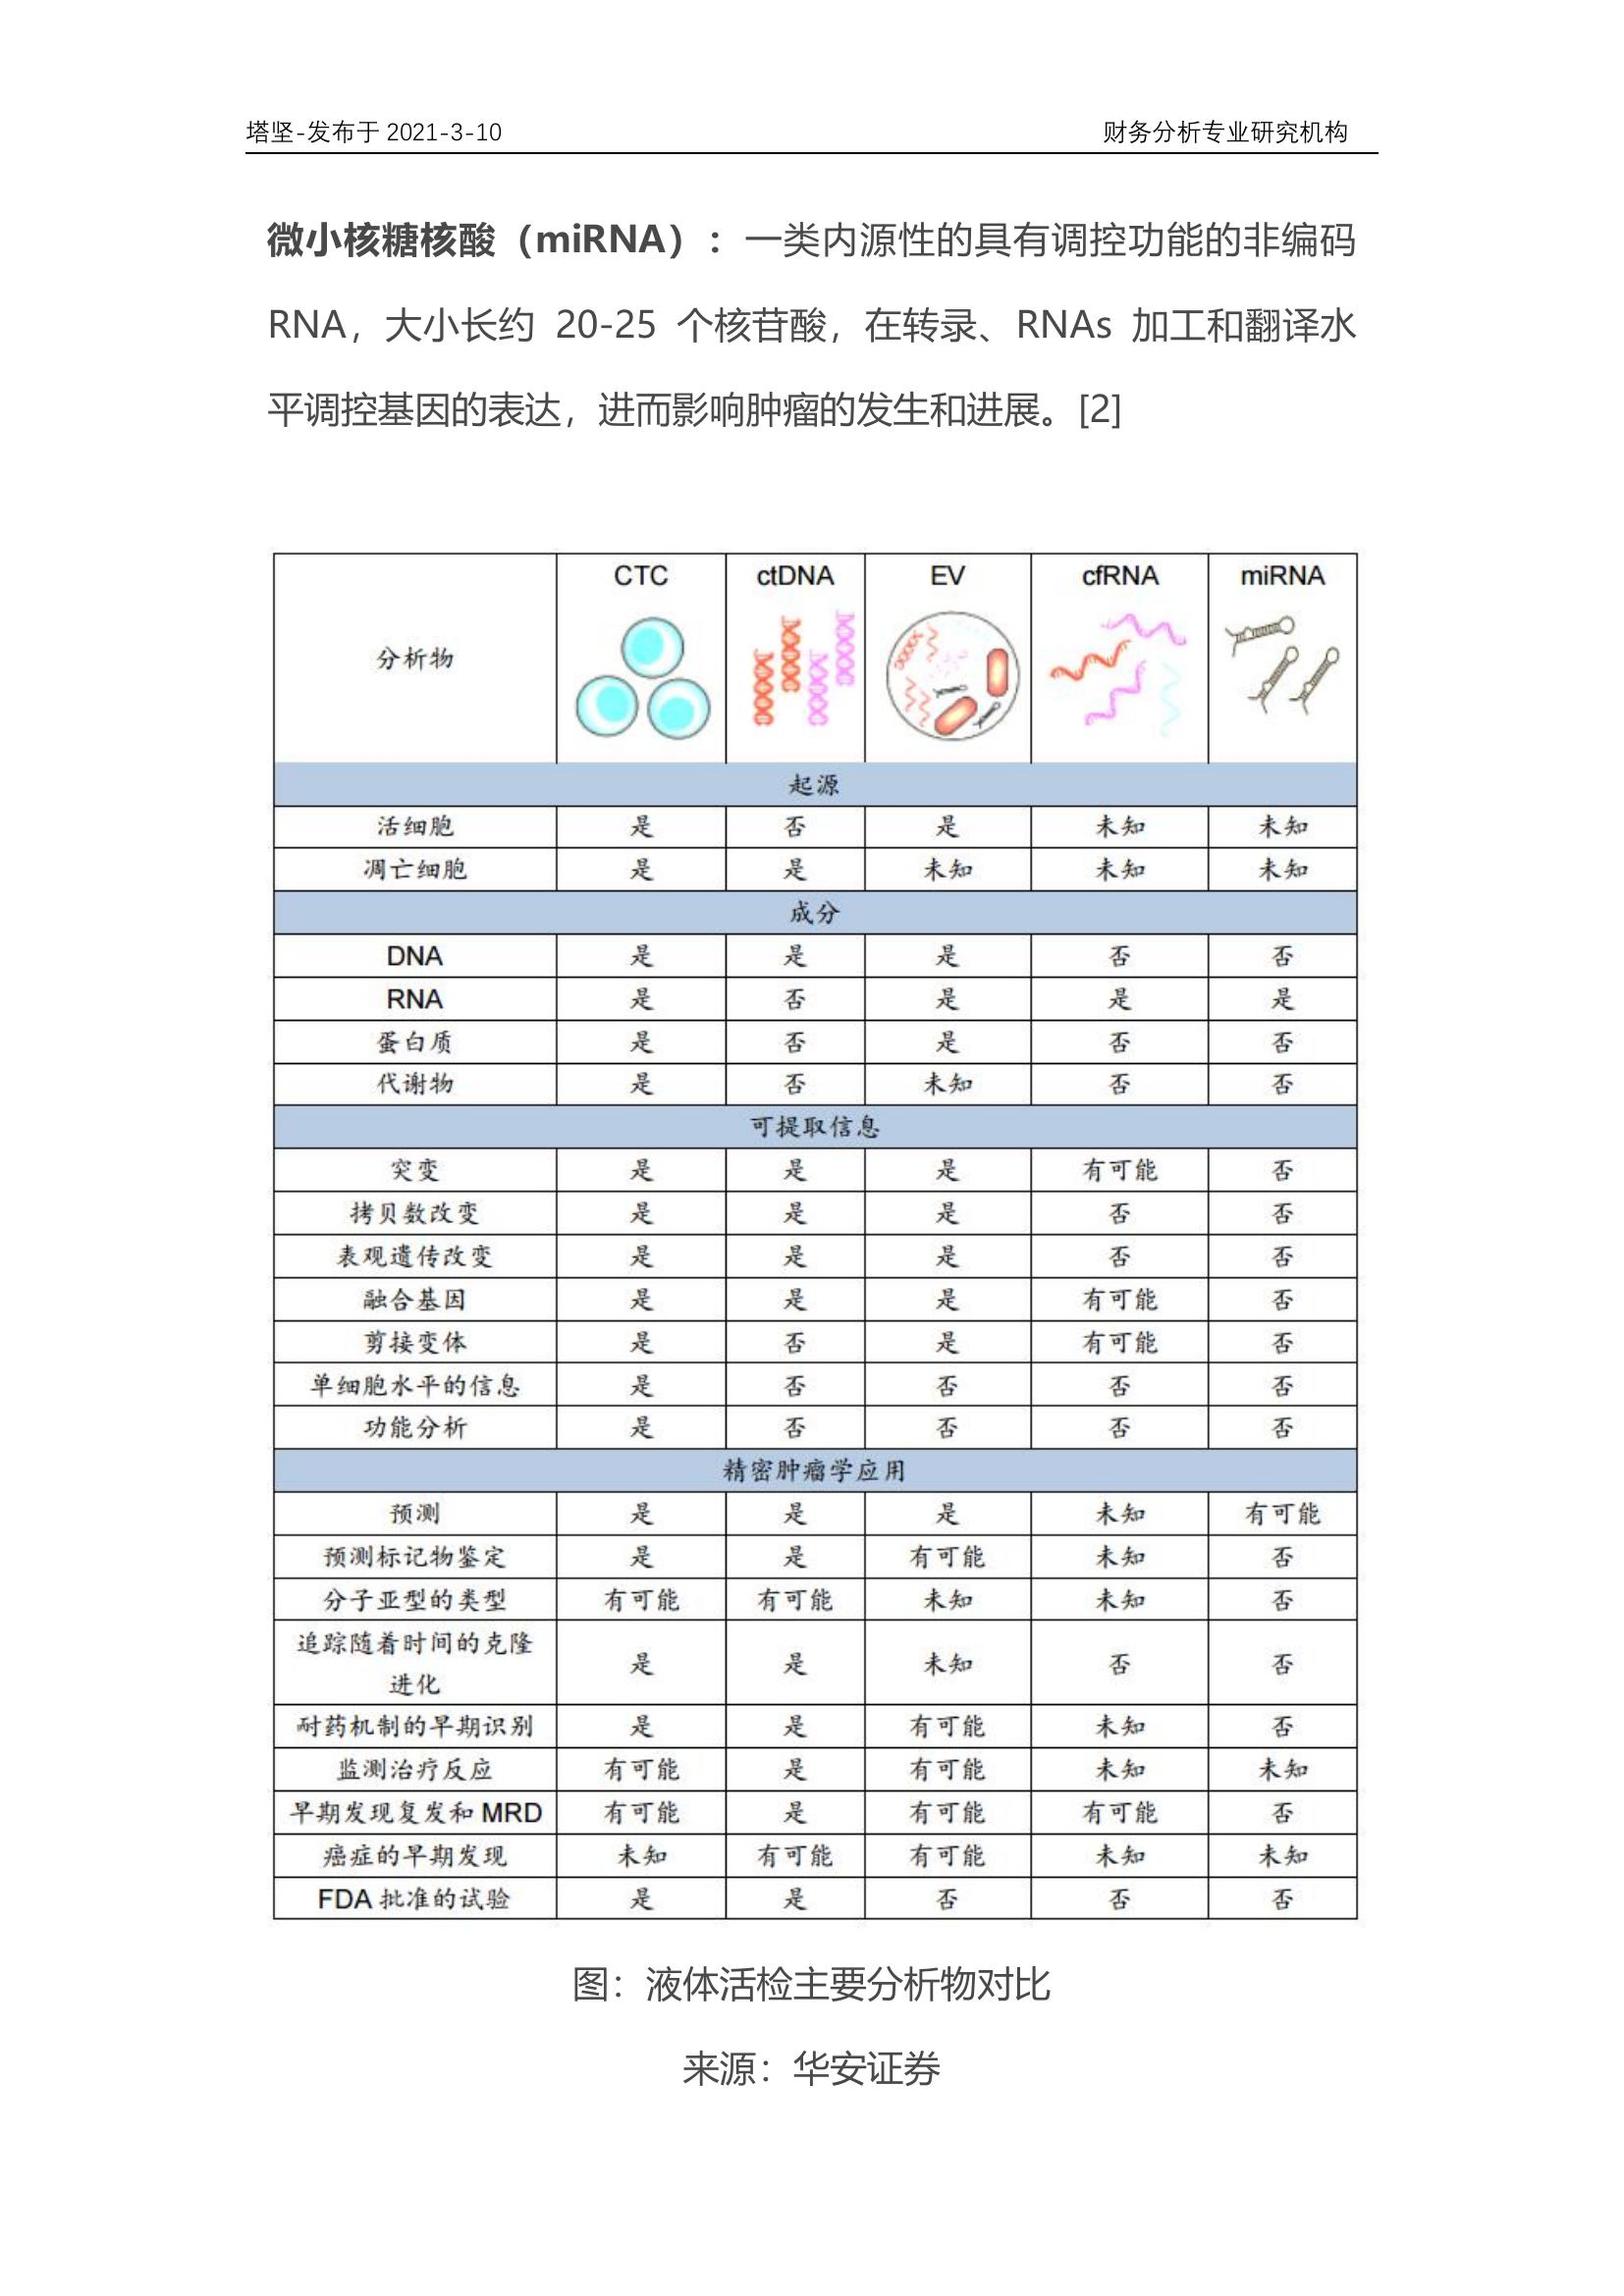 塔坚-发布于 2021-3-10 财务分析专业研究机构
微小核糖核酸（miRNA）：一类内源性的具有调控功能的非编码
RNA，大小长约 20-25 个核苷酸，在转录、RNAs 加工和翻译水
平调控基因的表达，进而影响肿瘤的发生和进展。[2]
分析物 CTC ctDNA EV cfRNA miRNA
起源
活细胞 是 否 是 未知 未知
凋亡细胞 是 是 未知 未知 未知
成分
DNA 是 是 是 否 否
RNA 是 否 是 是 是
蛋白质 是 否 是 否 否
代谢物 是 否 未知 否 否
可提取信息
突变 是 是 是 有可能 否
拷贝数改变 是 是 是 否 否
表观遗传改变 是 是 是 否 否
融合基因 是 是 是 有可能 否
剪接变体 是 否 是 有可能 否
单细胞水平的信息 是 否 否 否 否
功能分析 是 否 否 否 否
精密肿瘤学应用
预测 是 是 是 未知 有可能
预测标记物鉴定 是 是 有可能 未知 否
分子亚型的类型 有可能 有可能 未知 未知 否
追踪随着时间的克隆
进化 是 是 未知 否 否
耐药机制的早期识别 是 是 有可能 未知 否
监测治疗反应 有可能 是 有可能 未知 未知
早期发现复发和 MRD 有可能 是 有可能 有可能 否
癌症的早期发现 未知 有可能 有可能 未知 未知
FDA 批准的试验 是 是 否 否 否
图：液体活检主要分析物对比
来源：华安证券